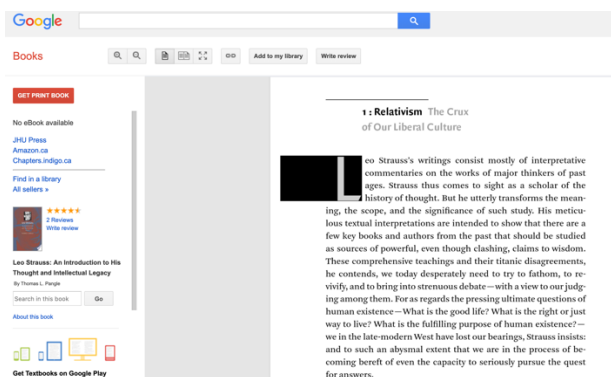 Google
Books
Add to my library
Write review
GET PRINT BOOK
No eBook available
JHU Press
Amazon.ca
Chapters.indigo.ca
Find in a library
All sellers »
2 Reviews
Write review
Leo Strauss: An Introduction to His
Thought and Intellectual Legacy
By Thomas L. Pangle
Search in this book
Go
About this book
Get Textbooks on Google Play
1 : Relativism The Crux
of Our Liberal Culture
Leo Strauss's writings consist mostly of interpretative
commentaries on the works of major thinkers of past
ages. Strauss thus comes to sight as a scholar of the
history of thought. But he utterly transforms the mean-
ing, the scope, and the significance of such study. His meticu-
lous textual interpretations are intended to show that there are a
few key books and authors from the past that should be studied
as sources of powerful, even though clashing, claims to wisdom.
These comprehensive teachings and their titanic disagreements,
he contends, we today desperately need to try to fathom, to re-
vivify, and to bring into strenuous debate—with a view to our judg-
ing among them. For as regards the pressing ultimate questions of
human existence—What is the good life? What is the right or just
way to live? What is the fulfilling purpose of human existence?—
we in the late-modern West have lost our bearings, Strauss insists:
and to such an abysmal extent that we are in the process of be-
coming bereft of even the capacity to seriously pursue the quest
for answers.